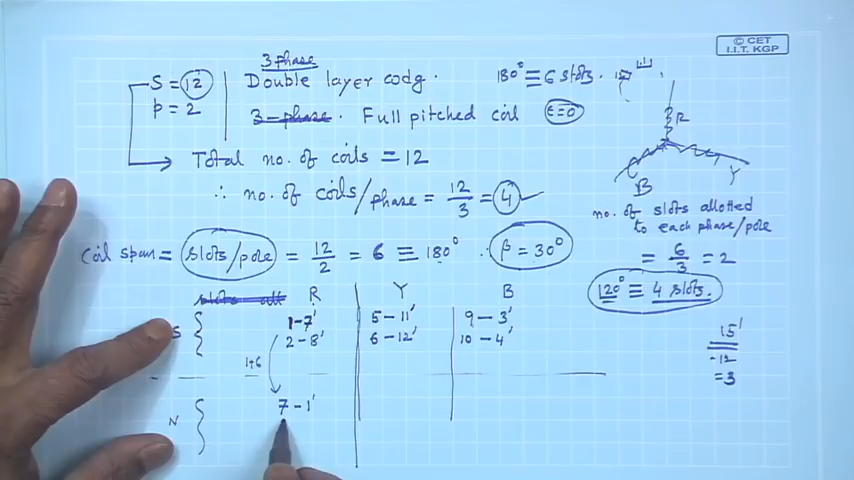 © CET
I.I.T. KGP
3 phase
S = 12 Double layer wdg. 180° ≡ 6 slots.
p = 2 3-phase. Full pitched coil ε=0
R
Total no. of coils = 12
B Y
∴ no. of coils/phase = 12/3 = 4
no. of slots allotted
to each phase/pole
= 6/3 = 2
Coil span = slots/pole = 12/2 = 6 ≡ 180° ∴ β = 30°
120° ≡ 4 slots.
R Y B
S 1-7' 5-11' 9-3'
2-8' 6-12' 10-4'
15'
-12
=3
1+6
N 7-1'